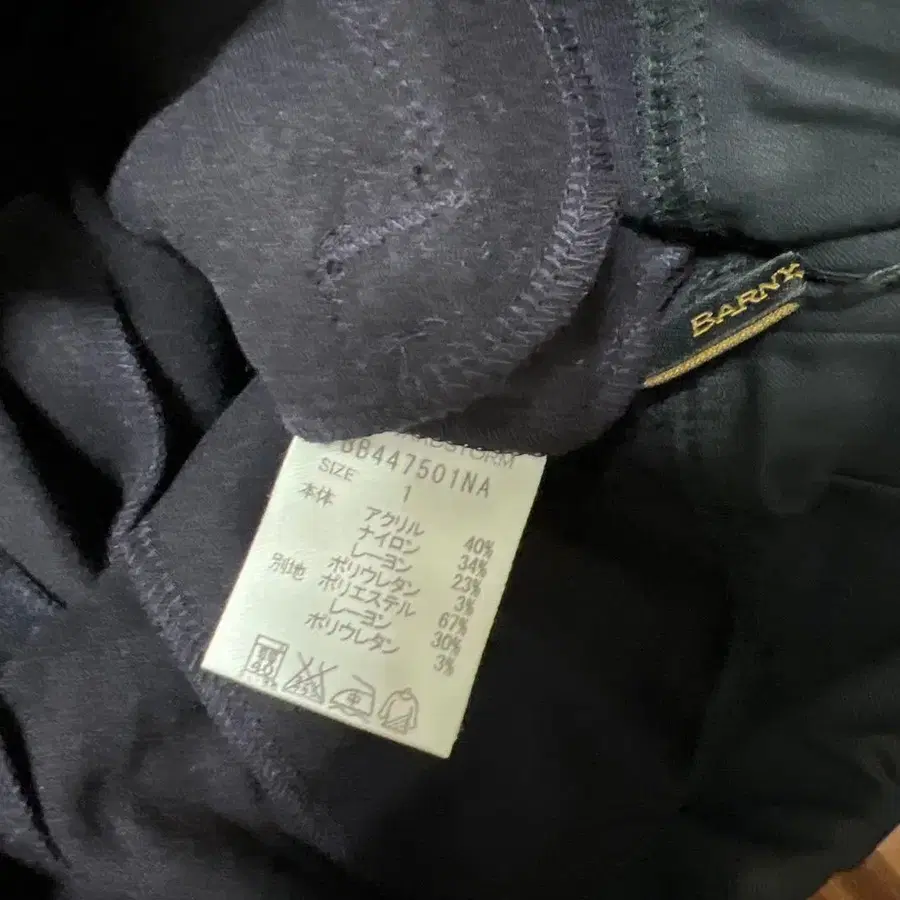 BARNY
BB447501NA
SIZE 1
本体 アクリル 40%
ナイロン 34%
レーヨン 23%
ポリウレタン 3%
別地 ポリエステル 67%
レーヨン 30%
ポリウレタン 3%
中